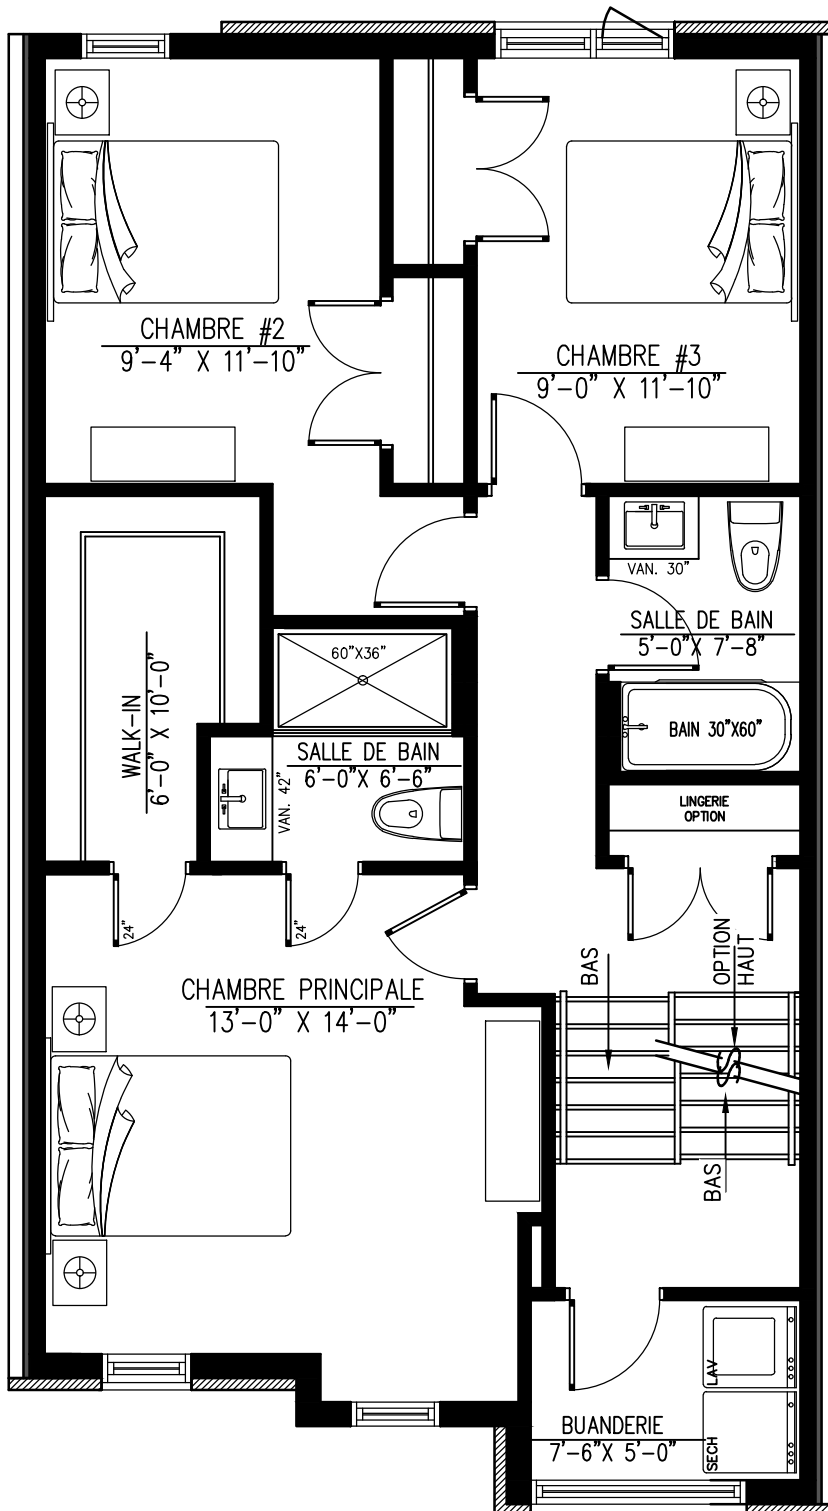 CHAMBRE #2
9'-4" X 11'-10"
CHAMBRE #3
9'-0" X 11'-10"
VAN. 30"
SALLE DE BAIN
5'-0"X 7'-8"
60"X36"
BAIN 30"X60"
WALK-IN
6'-0" X 10'-0"
SALLE DE BAIN
6'-0"X 6'-6"
VAN. 42"
LINGERIE
OPTION
24"
24"
BAS
OPTION
HAUT
CHAMBRE PRINCIPALE
13'-0" X 14'-0"
BAS
LAV
SECH
BUANDERIE
7'-6"X 5'-0"